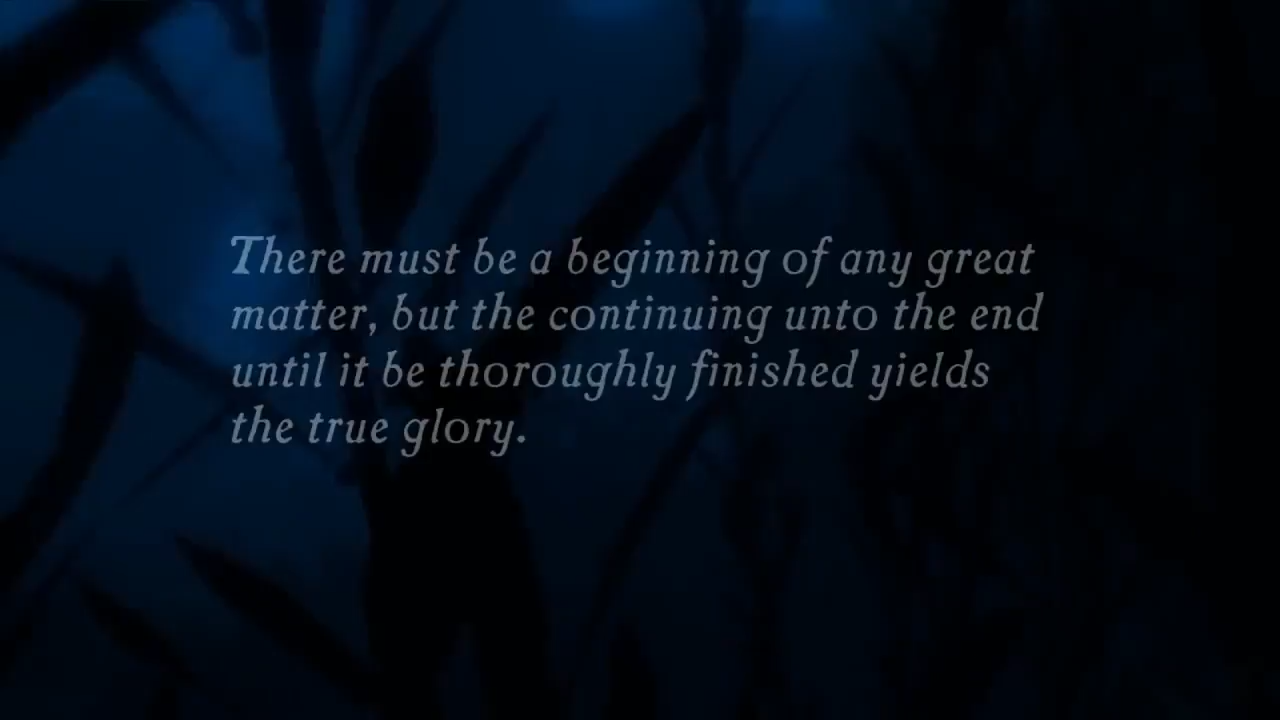 There must be a beginning of any great
matter, but the continuing unto the end
until it be thoroughly finished yields
the true glory.